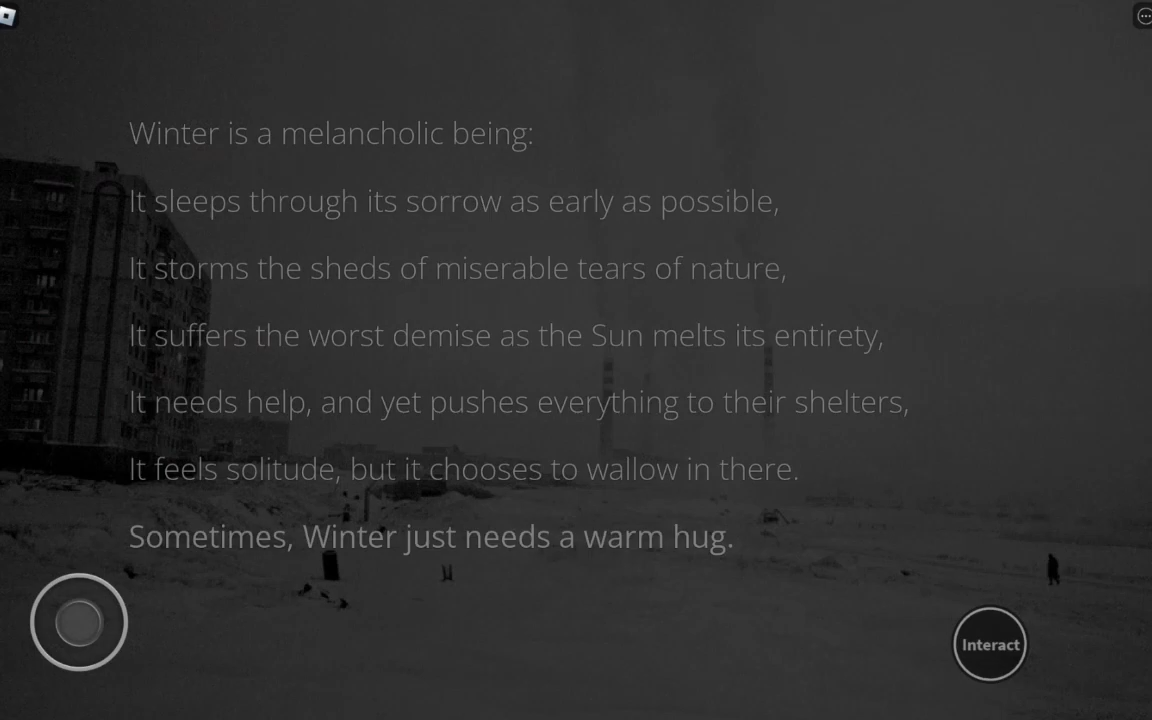 Winter is a melancholic being:
It sleeps through its sorrow as early as possible,
It storms the sheds of miserable tears of nature,
It suffers the worst demise as the Sun melts its entirety,
It needs help, and yet pushes everything to their shelters,
It feels solitude, but it chooses to wallow in there.
Sometimes, Winter just needs a warm hug.
Interact